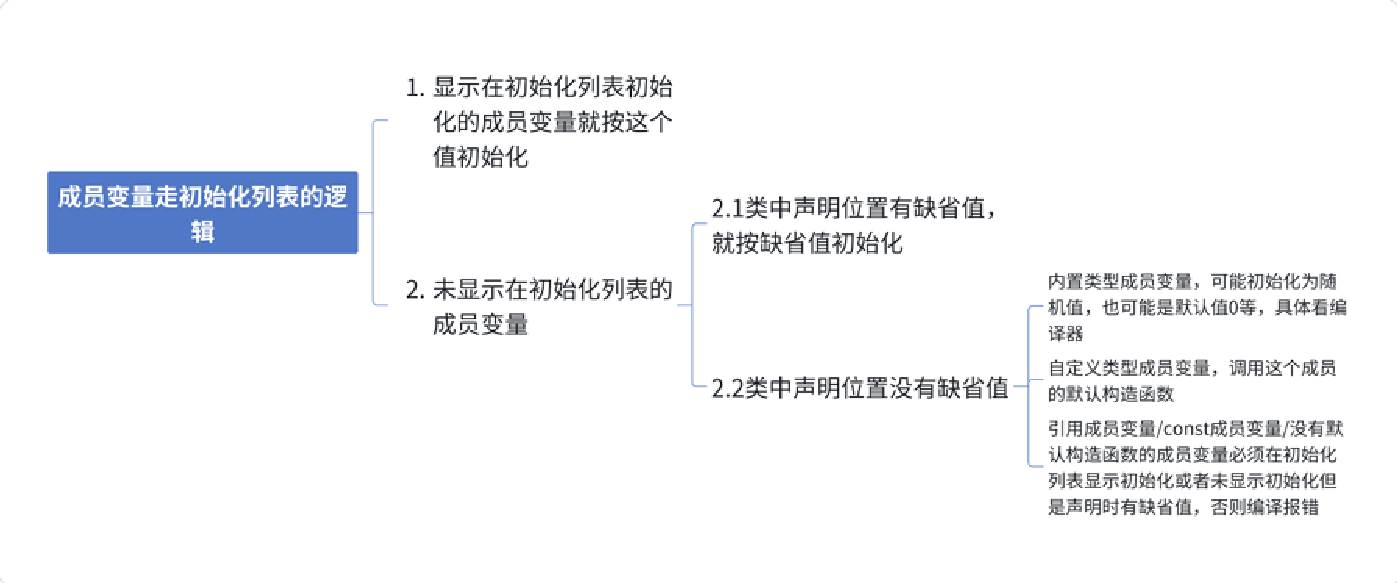 成员变量走初始化列表的逻
辑
1. 显示在初始化列表初始
化的成员变量就按这个
值初始化
2. 未显示在初始化列表的
成员变量
2.1类中声明位置有缺省值，
就按缺省值初始化
2.2类中声明位置没有缺省值
内置类型成员变量，可能初始化为随
机值，也可能是默认值0等，具体看编
译器
自定义类型成员变量，调用这个成员
的默认构造函数
引用成员变量/const成员变量/没有默
认构造函数的成员变量必须在初始化
列表显示初始化或者未显示初始化但
是声明时有缺省值，否则编译报错